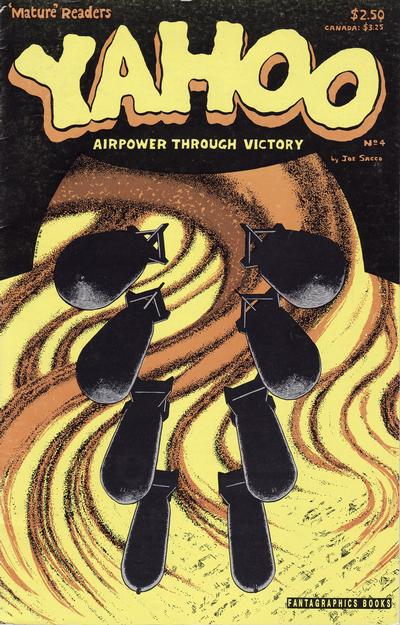 'Mature' Readers
$2.50
CANADA: $3.25
YAHOO
AIRPOWER THROUGH VICTORY
Nº 4
by JOE SACCO
FANTAGRAPHICS BOOKS